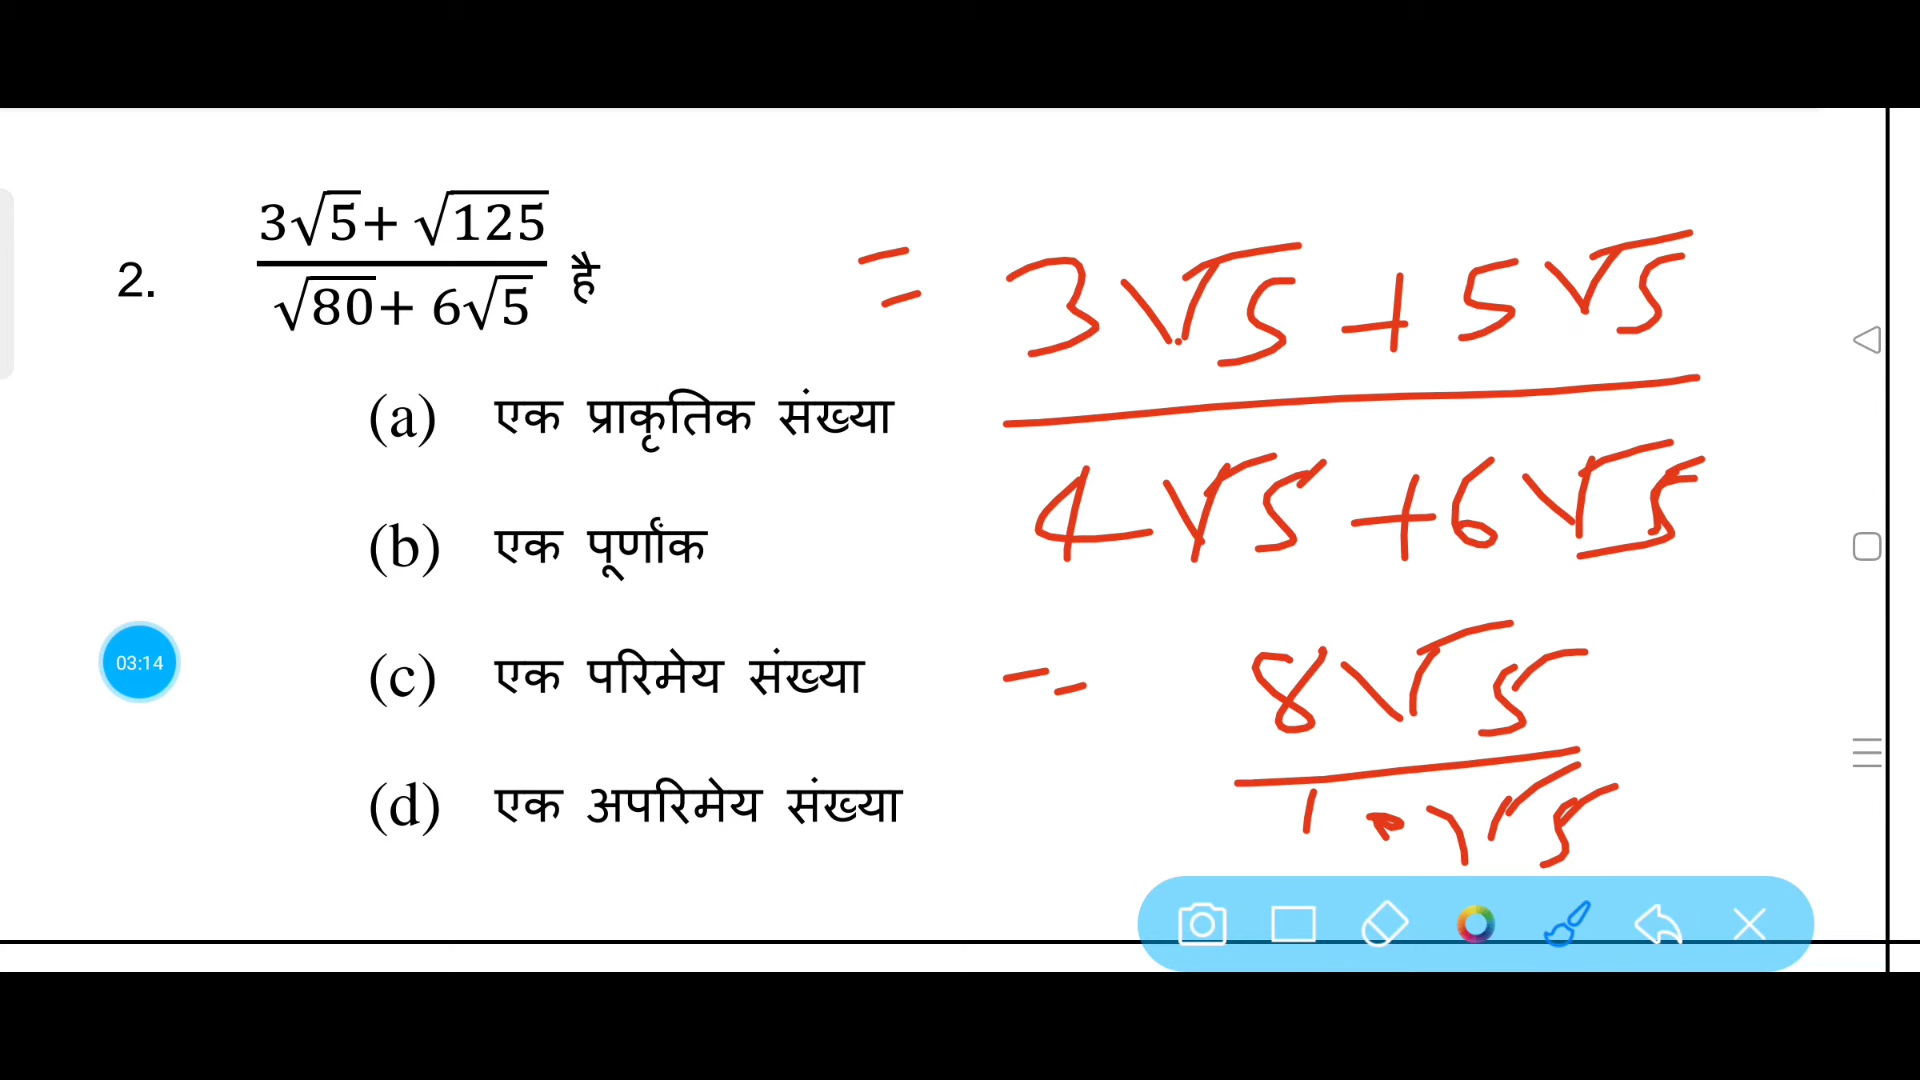 2. 3√5+ √125 / √80+ 6√5 है
(a) एक प्राकृतिक संख्या
(b) एक पूर्णांक
(c) एक परिमेय संख्या
(d) एक अपरिमेय संख्या
= 3√5 + 5√5
4√5 + 6√5
= 8√5
10√5
03:14